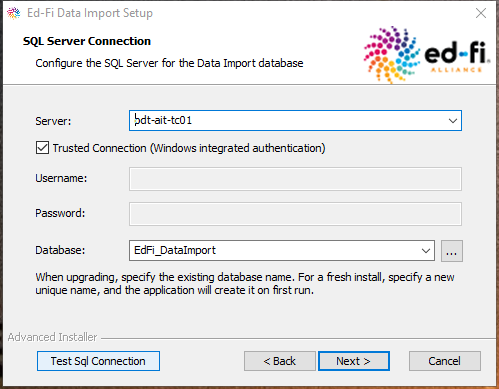 Ed-Fi Data Import Setup
SQL Server Connection
Configure the SQL Server for the Data Import database
ed-fi
ALLIANCE
Server:
pdt-ait-tc01
Trusted Connection (Windows integrated authentication)
Username:
Password:
Database:
EdFi_DataImport
...
When upgrading, specify the existing database name. For a fresh install, specify a new
unique name, and the application will create it on first run.
Advanced Installer
Test Sql Connection
< Back
Next >
Cancel